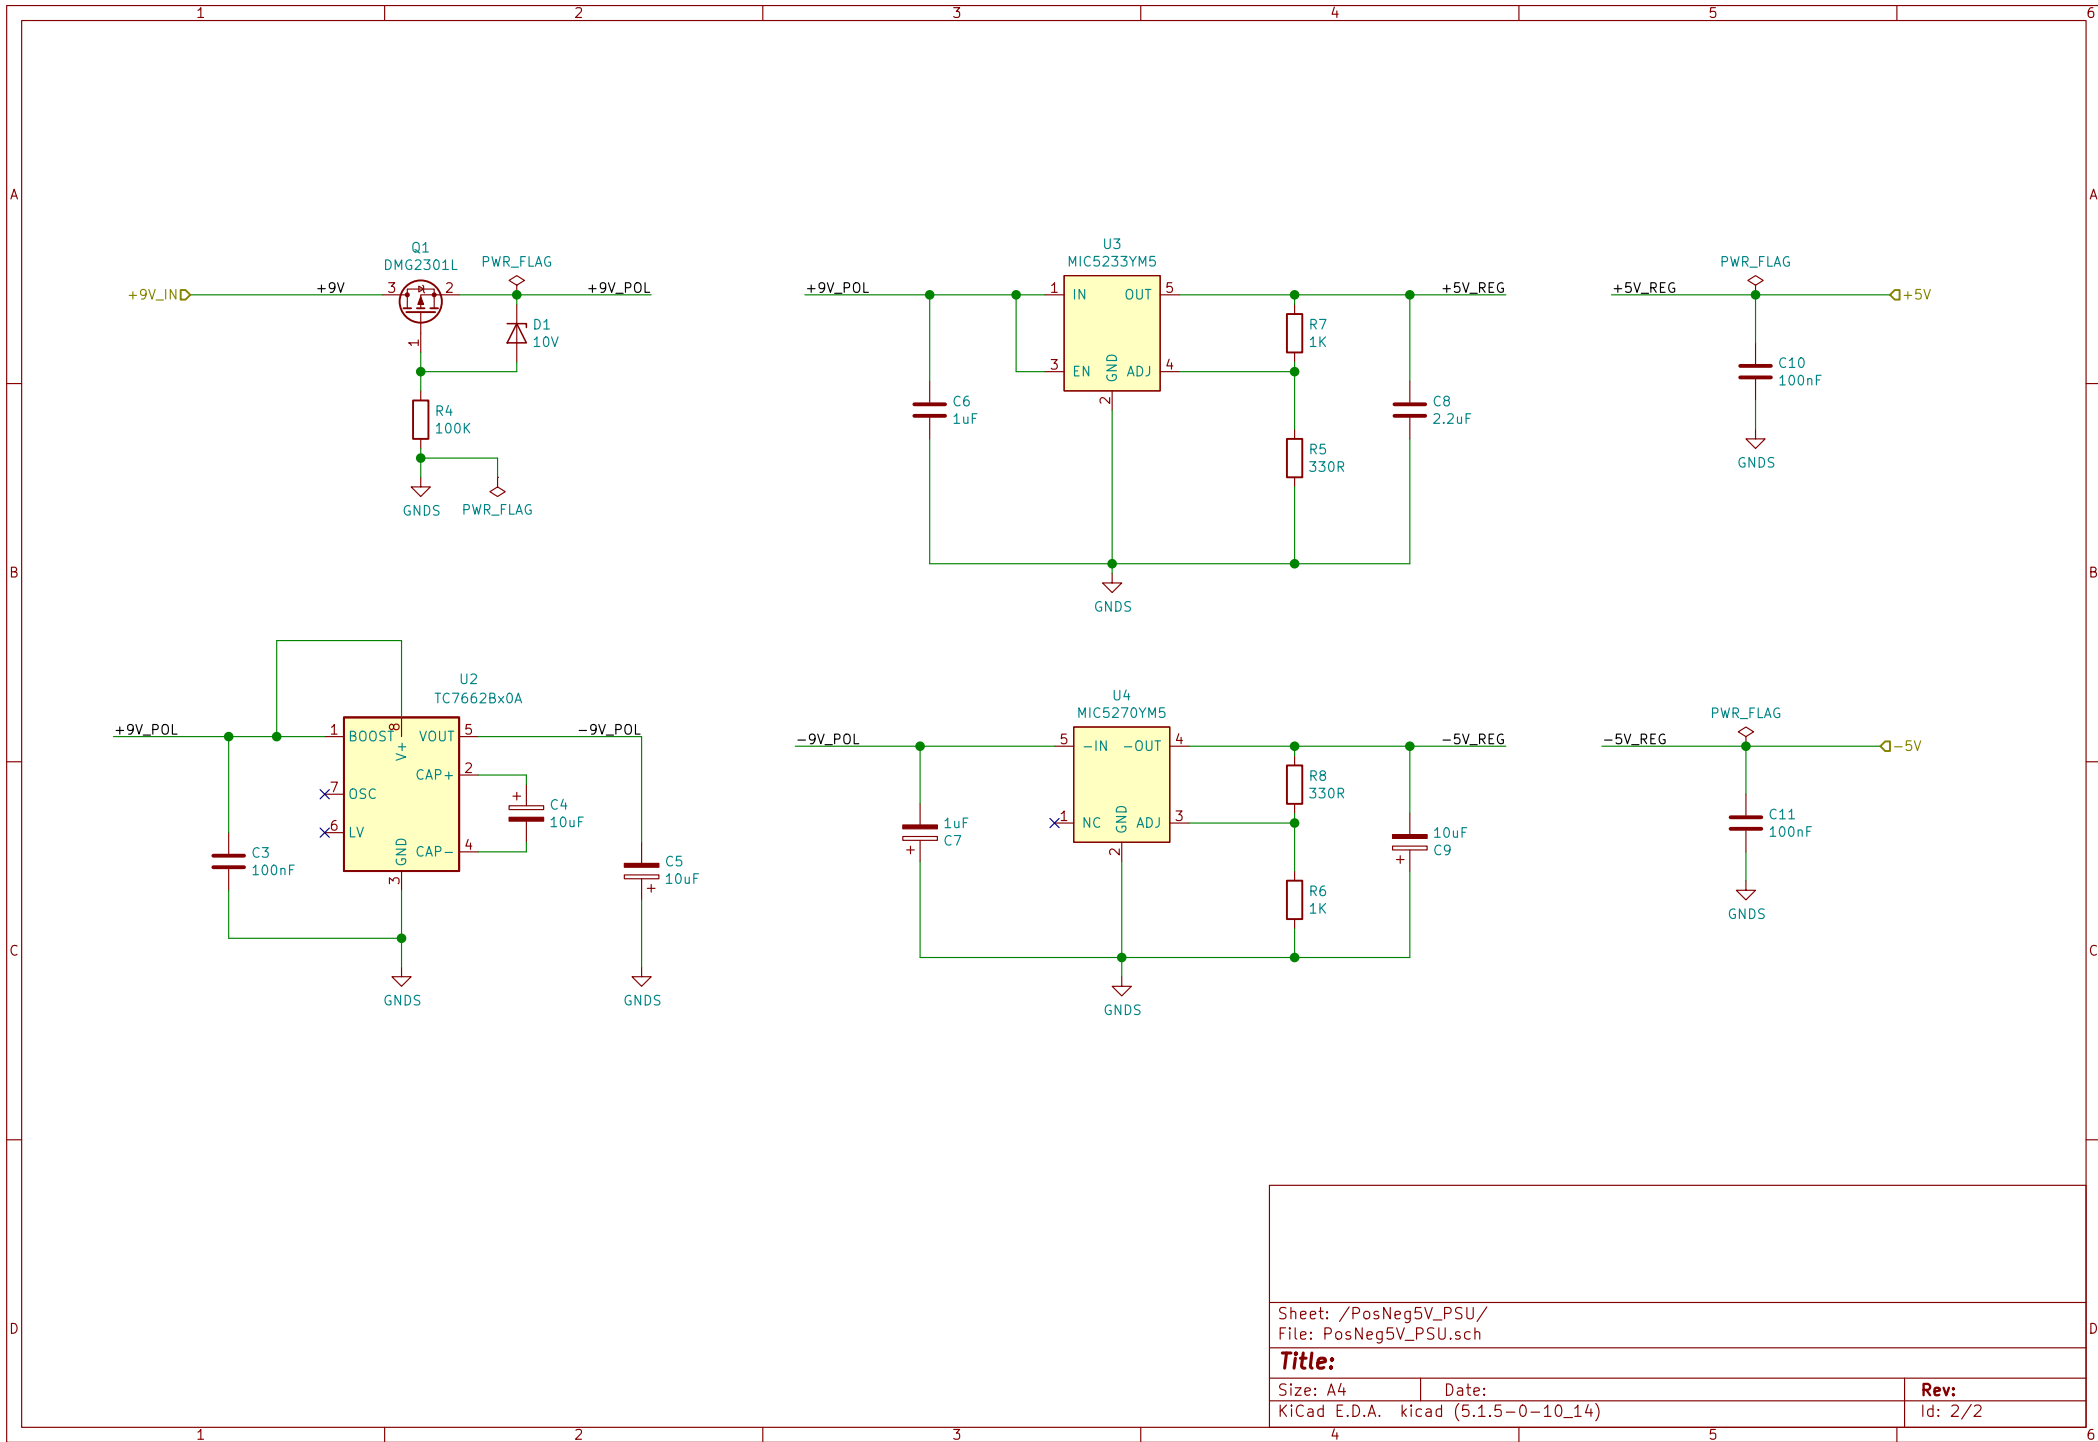 1 2 3 4 5 6
A A
Q1
DMG2301L
PWR_FLAG
+9V_IN
+9V
3
2
+9V_POL
1
D1
10V
R4
100K
GNDS
PWR_FLAG
U3
MIC5233YM5
+9V_POL
1
IN
OUT
5
+5V_REG
3
EN
GND
ADJ
4
2
R7
1K
C6
1uF
C8
2.2uF
R5
330R
GNDS
PWR_FLAG
+5V_REG
+5V
C10
100nF
GNDS
B B
U2
TC7662Bx0A
+9V_POL
1
BOOST
8
V+
VOUT
5
-9V_POL
CAP+
2
7
OSC
6
LV
GND
CAP-
4
3
C4
10uF
C3
100nF
C5
10uF
GNDS
GNDS
U4
MIC5270YM5
-9V_POL
5
-IN
-OUT
4
-5V_REG
1
NC
GND
ADJ
3
2
R8
330R
1uF
C7
10uF
C9
R6
1K
GNDS
PWR_FLAG
-5V_REG
-5V
C11
100nF
GNDS
C C
D D
Sheet: /PosNeg5V_PSU/
File: PosNeg5V_PSU.sch
Title:
Size: A4 Date: Rev:
KiCad E.D.A. kicad (5.1.5-0-10_14) Id: 2/2
1 2 3 4 5 6